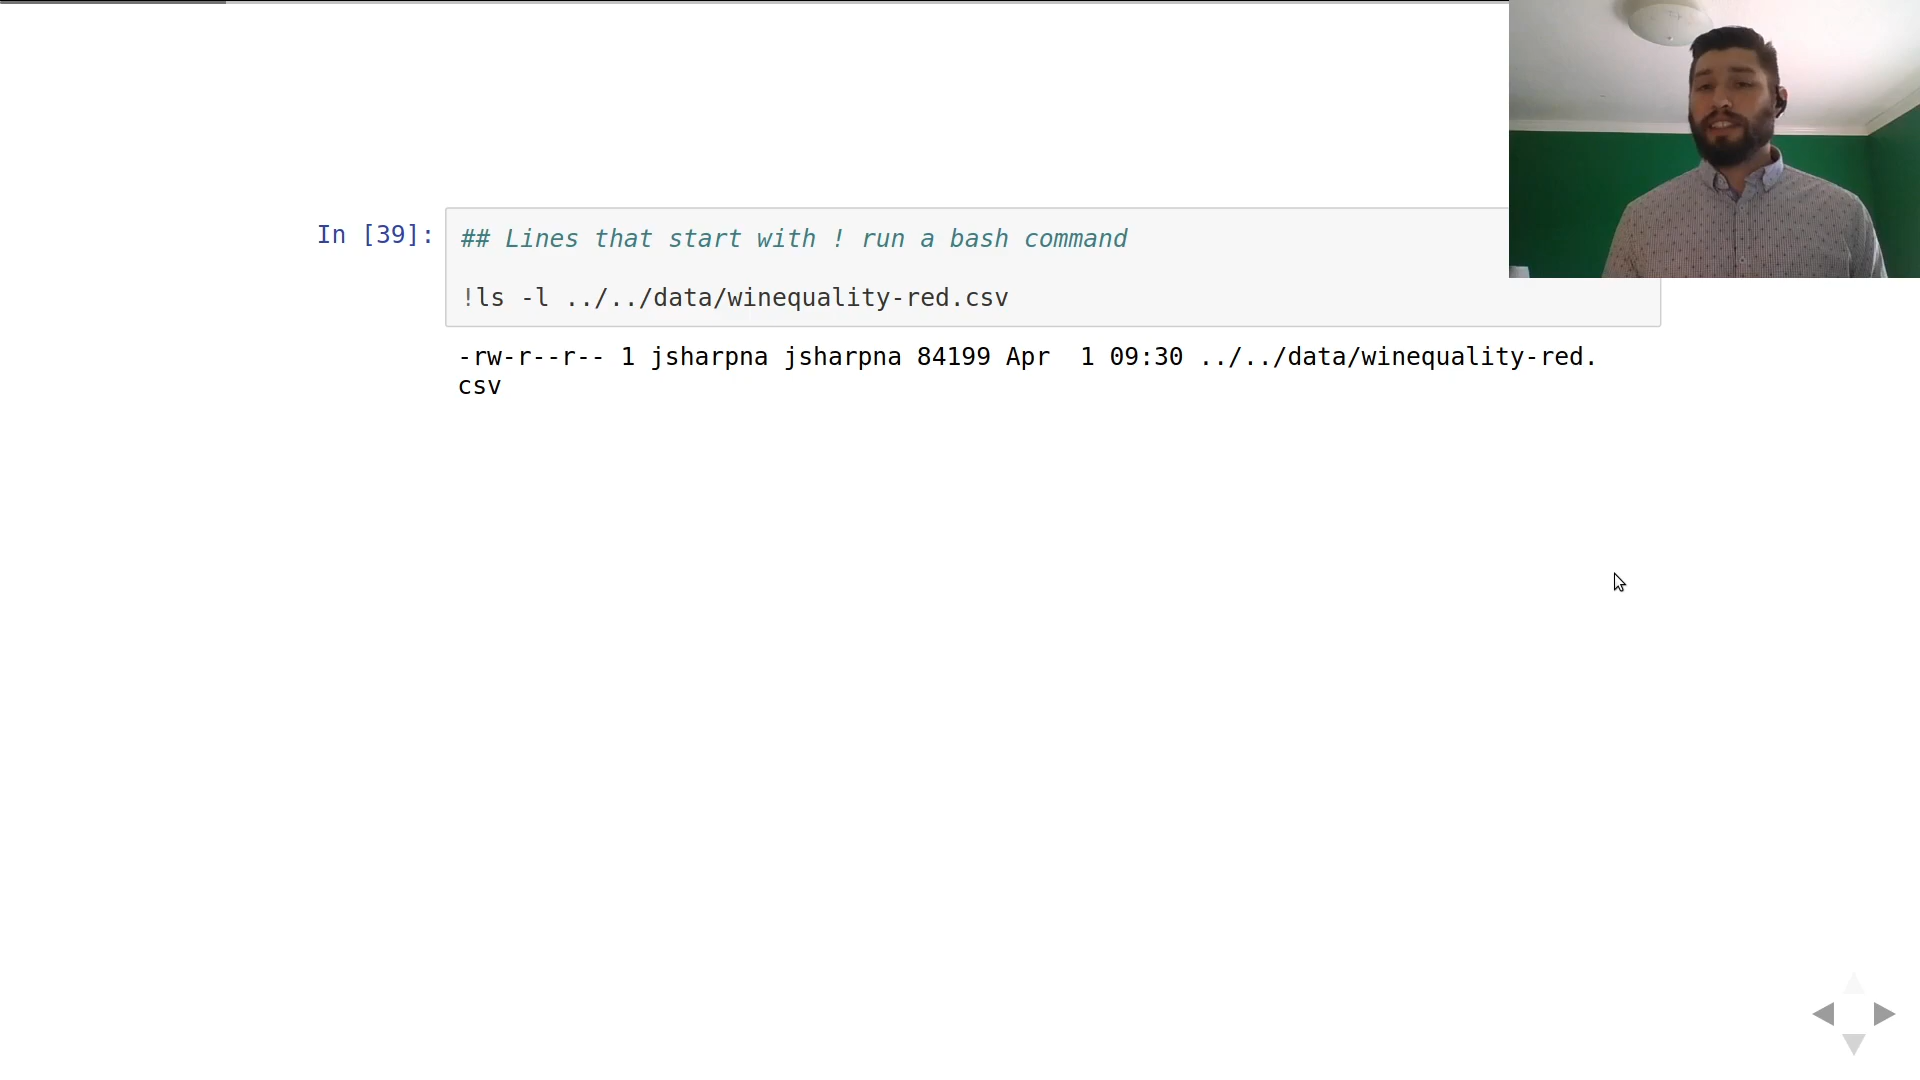 In [39]:
## Lines that start with ! run a bash command
!ls -l ../../data/winequality-red.csv
-rw-r--r-- 1 jsharpna jsharpna 84199 Apr  1 09:30 ../../data/winequality-red.
csv